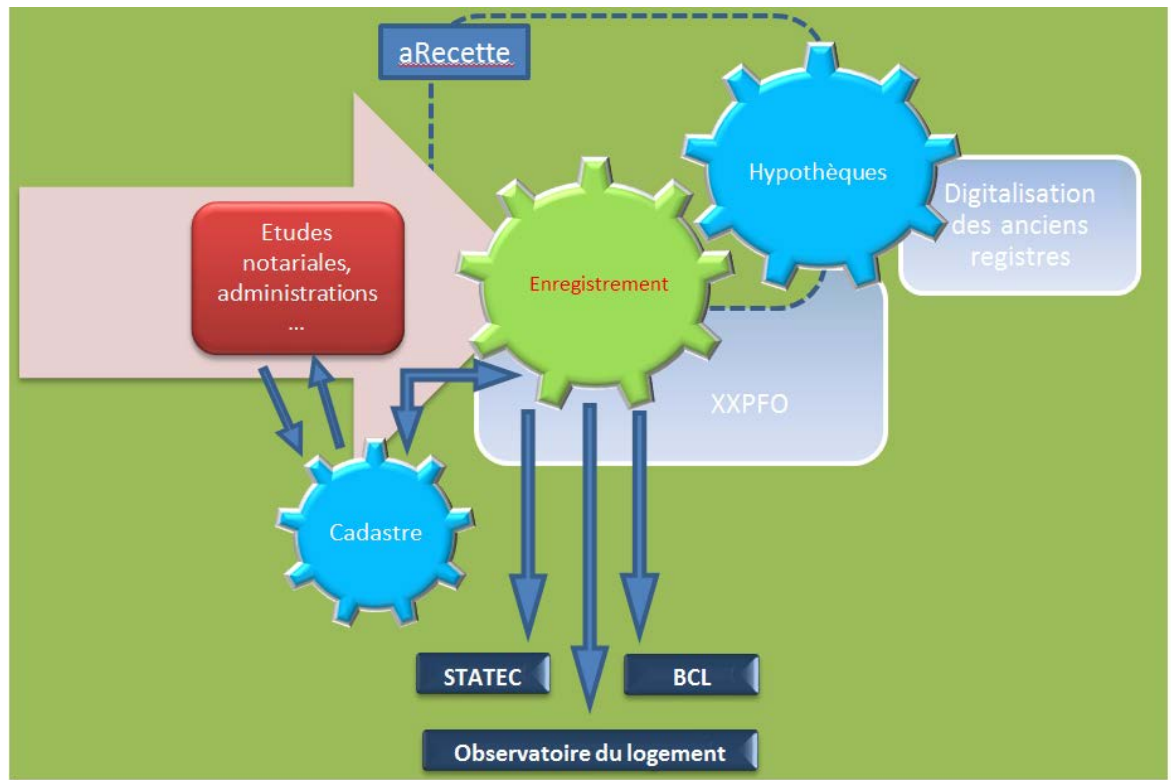 aRecette
Hypothèques
Digitalisation
des anciens
registres
Etudes
notariales,
administrations
...
Enregistrement
XXPFO
Cadastre
STATEC
BCL
Observatoire du logement